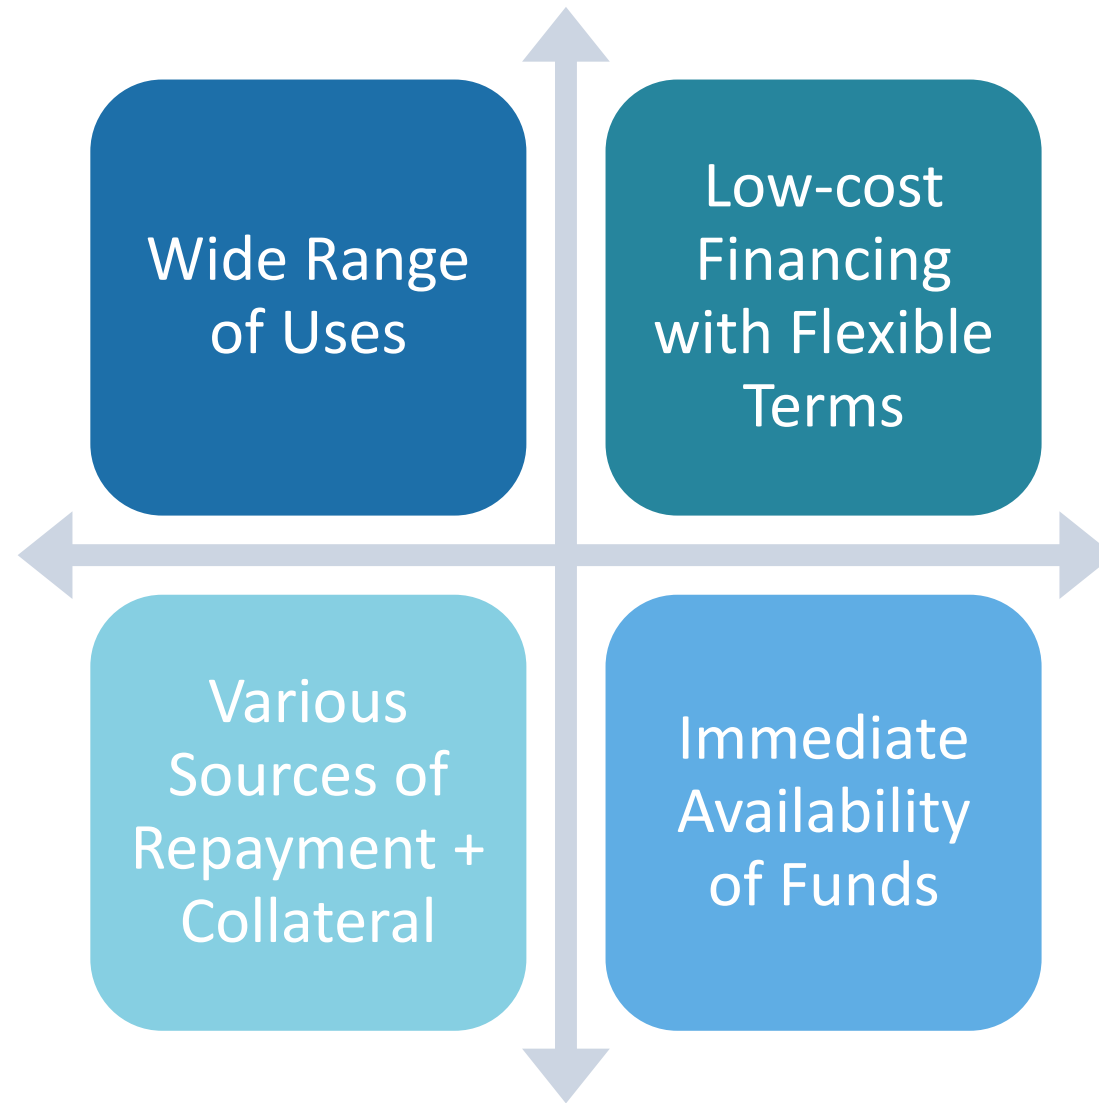 Wide Range
of Uses
Low-cost
Financing
with Flexible
Terms
Various
Sources of
Repayment +
Collateral
Immediate
Availability
of Funds